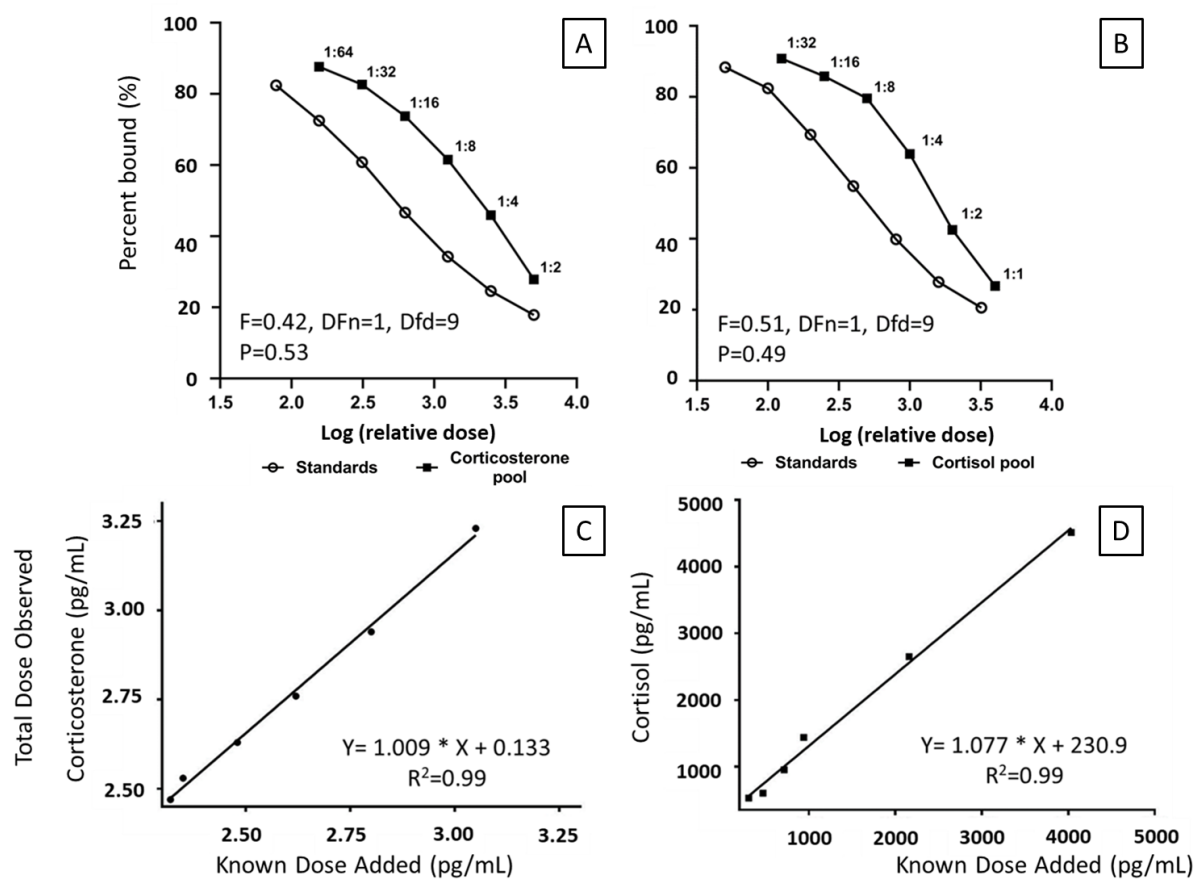 A
Percent bound (%)
100
80
60
40
20
0
1:64
1:32
1:16
1:8
1:4
1:2
F=0.42, DFn=1, Dfd=9
P=0.53
1.5 2.0 2.5 3.0 3.5 4.0
Log (relative dose)
Standards
Corticosterone
pool
B
100
80
60
40
20
0
1:32
1:16
1:8
1:4
1:2
1:1
F=0.51, DFn=1, Dfd=9
P=0.49
1.5 2.0 2.5 3.0 3.5 4.0
Log (relative dose)
Standards
Cortisol pool
C
Total Dose Observed
Corticosterone (pg/mL)
3.25
3.00
2.75
2.50
Y= 1.009 * X + 0.133
R²=0.99
2.50 2.75 3.00 3.25
Known Dose Added (pg/mL)
D
Cortisol (pg/mL)
5000
4000
3000
2000
1000
Y= 1.077 * X + 230.9
R²=0.99
1000 2000 3000 4000 5000
Known Dose Added (pg/mL)